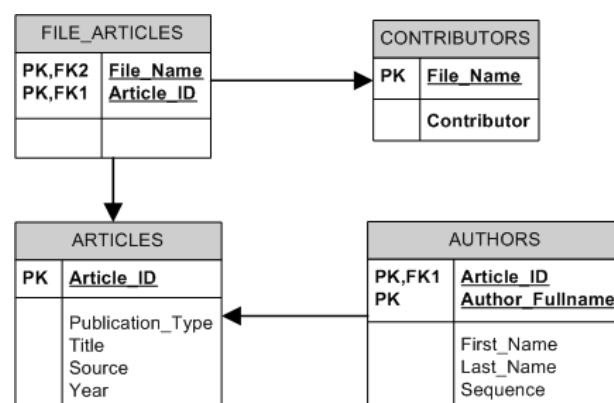 FILE_ARTICLES
PK,FK2 File_Name
PK,FK1 Article_ID
CONTRIBUTORS
PK File_Name
Contributor
ARTICLES
PK Article_ID
Publication_Type
Title
Source
Year
AUTHORS
PK,FK1 Article_ID
PK Author_Fullname
First_Name
Last_Name
Sequence